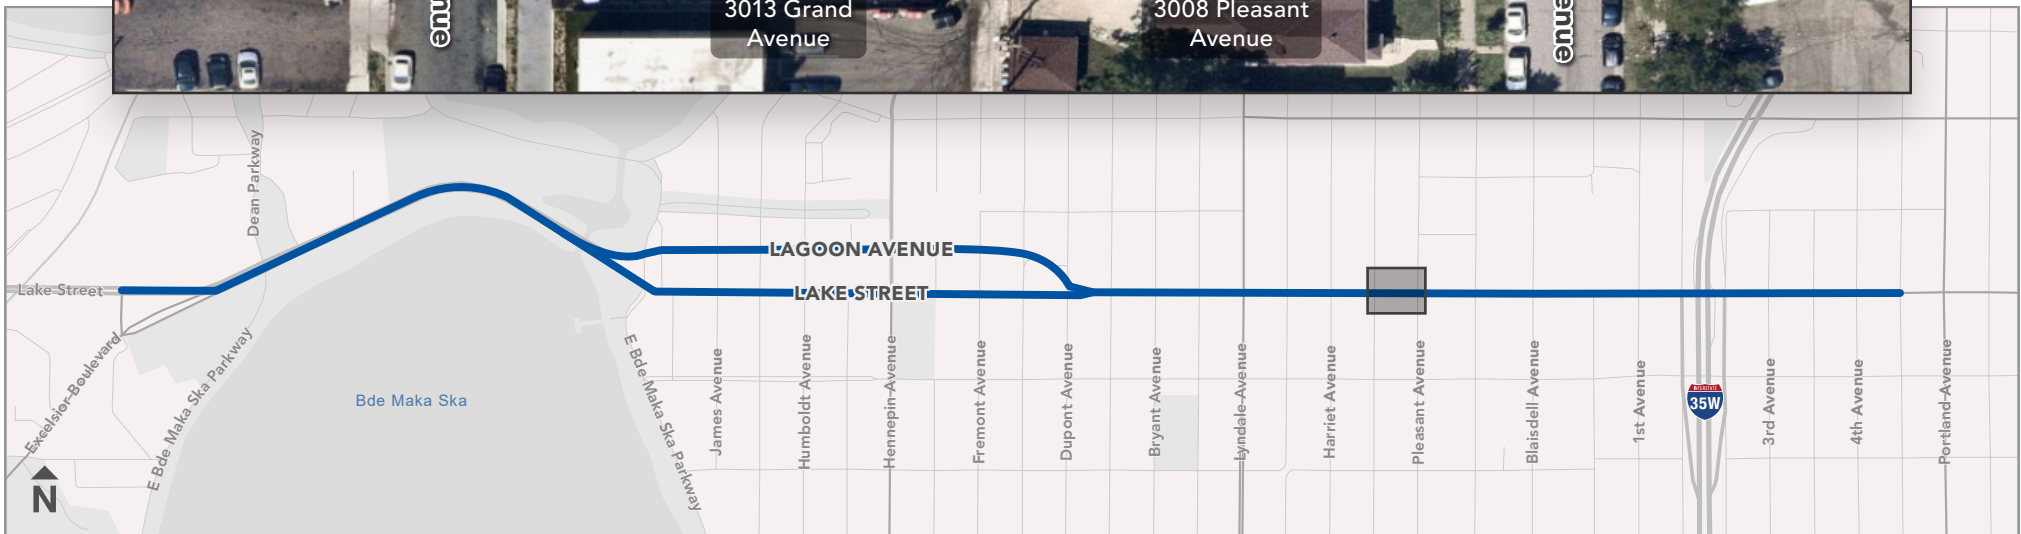 3013 Grand
Avenue
3008 Pleasant
Avenue
Dean Parkway
LAGOON AVENUE
Lake Street
LAKE STREET
Excelsior Boulevard
E Bde Maka Ska Parkway
Bde Maka Ska
E Bde Maka Ska Parkway
James Avenue
Humboldt Avenue
Hennepin Avenue
Fremont Avenue
Dupont Avenue
Bryant Avenue
Lyndale Avenue
Harriet Avenue
Pleasant Avenue
Blaisdell Avenue
1st Avenue
INTERSTATE
35W
3rd Avenue
4th Avenue
Portland Avenue
N